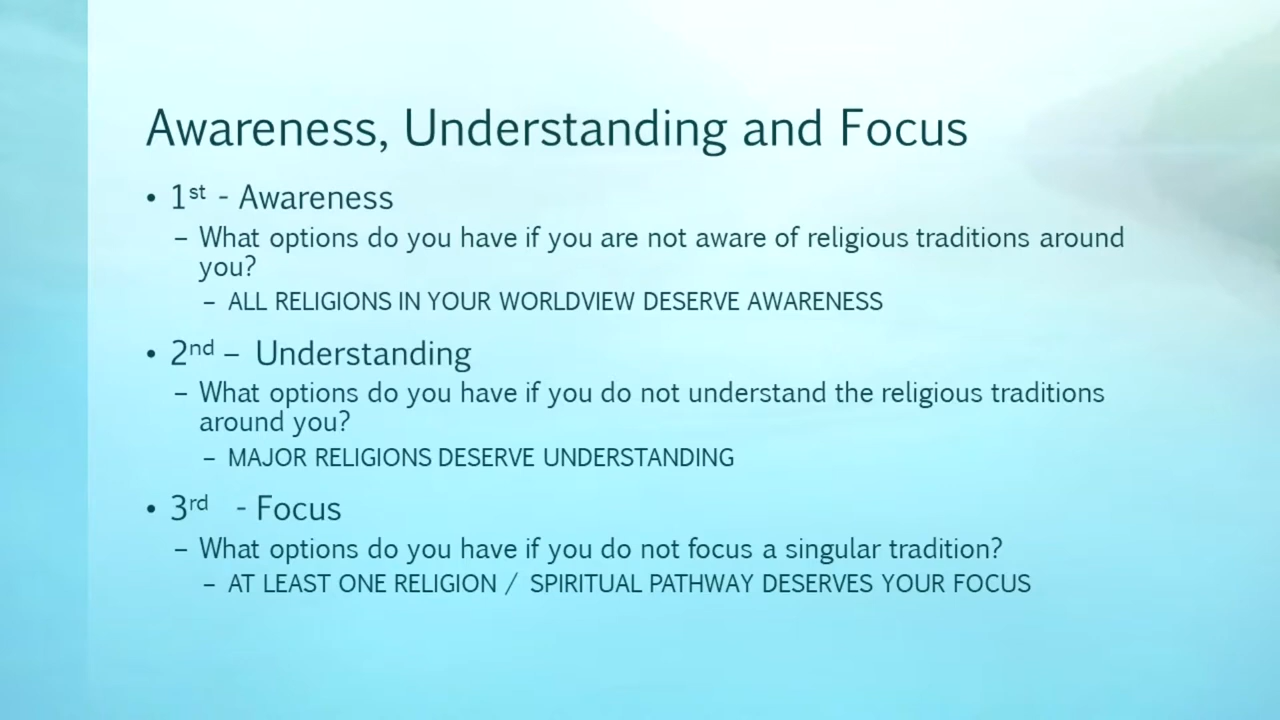 Awareness, Understanding and Focus
• 1st - Awareness
– What options do you have if you are not aware of religious traditions around
you?
– ALL RELIGIONS IN YOUR WORLDVIEW DESERVE AWARENESS
• 2nd – Understanding
– What options do you have if you do not understand the religious traditions
around you?
– MAJOR RELIGIONS DESERVE UNDERSTANDING
• 3rd - Focus
– What options do you have if you do not focus a singular tradition?
– AT LEAST ONE RELIGION / SPIRITUAL PATHWAY DESERVES YOUR FOCUS